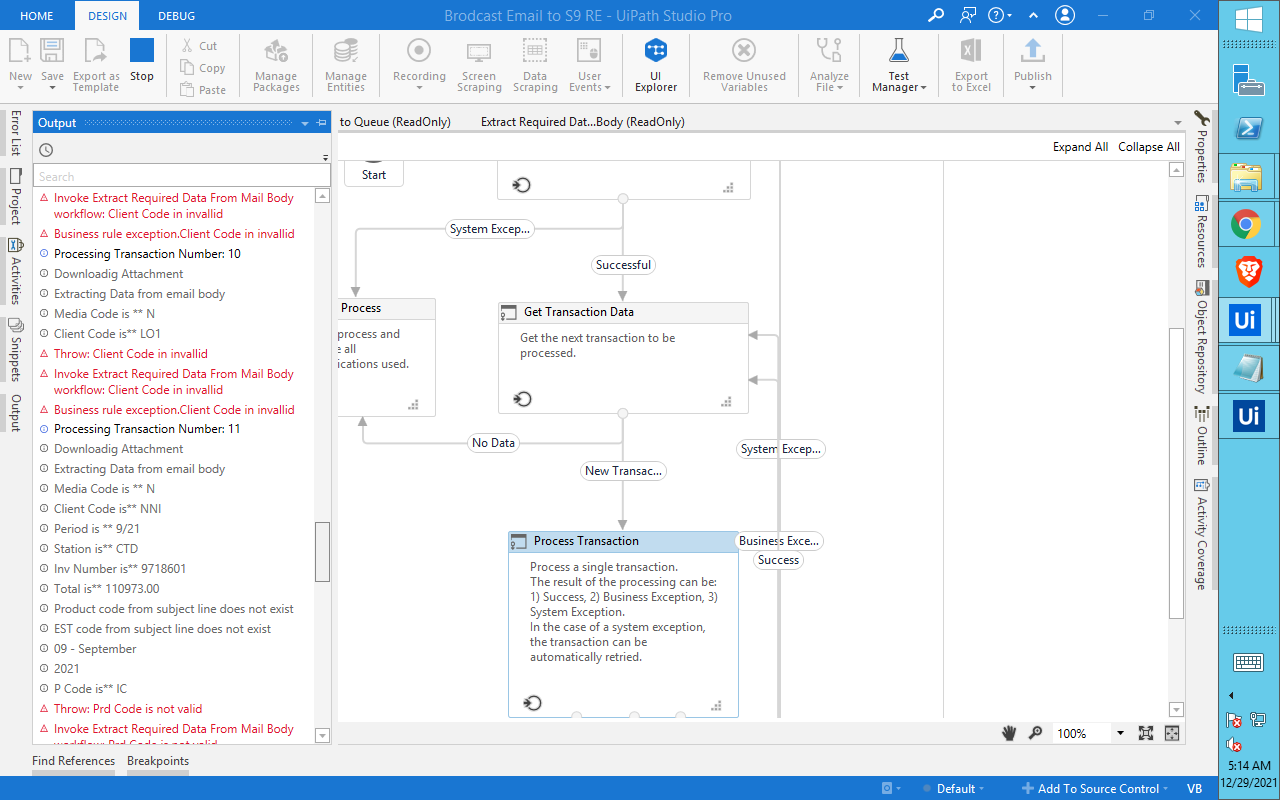 HOME
DESIGN
DEBUG
Brodcast Email to S9 RE - UiPath Studio Pro
New
Save
Export as
Template
Stop
Cut
Copy
Paste
Manage
Packages
Manage
Entities
Recording
Screen
Scraping
Data
Scraping
User
Events
UI
Explorer
Remove Unused
Variables
Analyze
File
Test
Manager
Export
to Excel
Publish
Error List
Project
Activities
Snippets
Output
Output
Search
Invoke Extract Required Data From Mail Body
workflow: Client Code in invallid
Business rule exception.Client Code in invallid
Processing Transaction Number: 10
Downloadig Attachment
Extracting Data from email body
Media Code is ** N
Client Code is** LO1
Throw: Client Code in invallid
Invoke Extract Required Data From Mail Body
workflow: Client Code in invallid
Business rule exception.Client Code in invallid
Processing Transaction Number: 11
Downloadig Attachment
Extracting Data from email body
Media Code is ** N
Client Code is** NNI
Period is ** 9/21
Station is** CTD
Inv Number is** 9718601
Total is** 110973.00
Product code from subject line does not exist
EST code from subject line does not exist
09 - September
2021
P Code is** IC
Throw: Prd Code is not valid
Invoke Extract Required Data From Mail Body
workflow: Prd Code is not valid
to Queue (ReadOnly)
Extract Required Dat...Body (ReadOnly)
Expand All
Collapse All
Start
System Excep...
Successful
Process
process and
e all
ications used.
Get Transaction Data
Get the next transaction to be
processed.
No Data
System Excep...
New Transac...
Process Transaction
Business Exce...
Success
Process a single transaction.
The result of the processing can be:
1) Success, 2) Business Exception, 3)
System Exception.
In the case of a system exception,
the transaction can be
automatically retried.
100%
Properties
Resources
Object Repository
Outline
Activity Coverage
Find References
Breakpoints
Default
Add To Source Control
VB
Ui
Ui
5:14 AM
12/29/2021